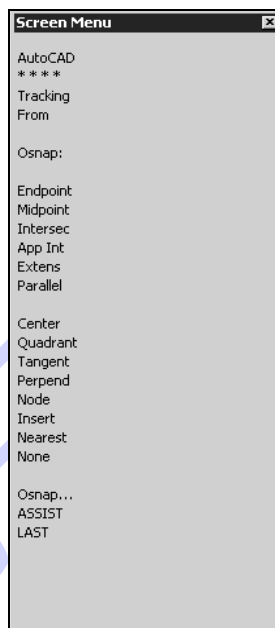 Screen Menu
AutoCAD
* * * *
Tracking
From
Osnap:
Endpoint
Midpoint
Intersec
App Int
Extens
Parallel
Center
Quadrant
Tangent
Perpend
Node
Insert
Nearest
None
Osnap...
ASSIST
LAST